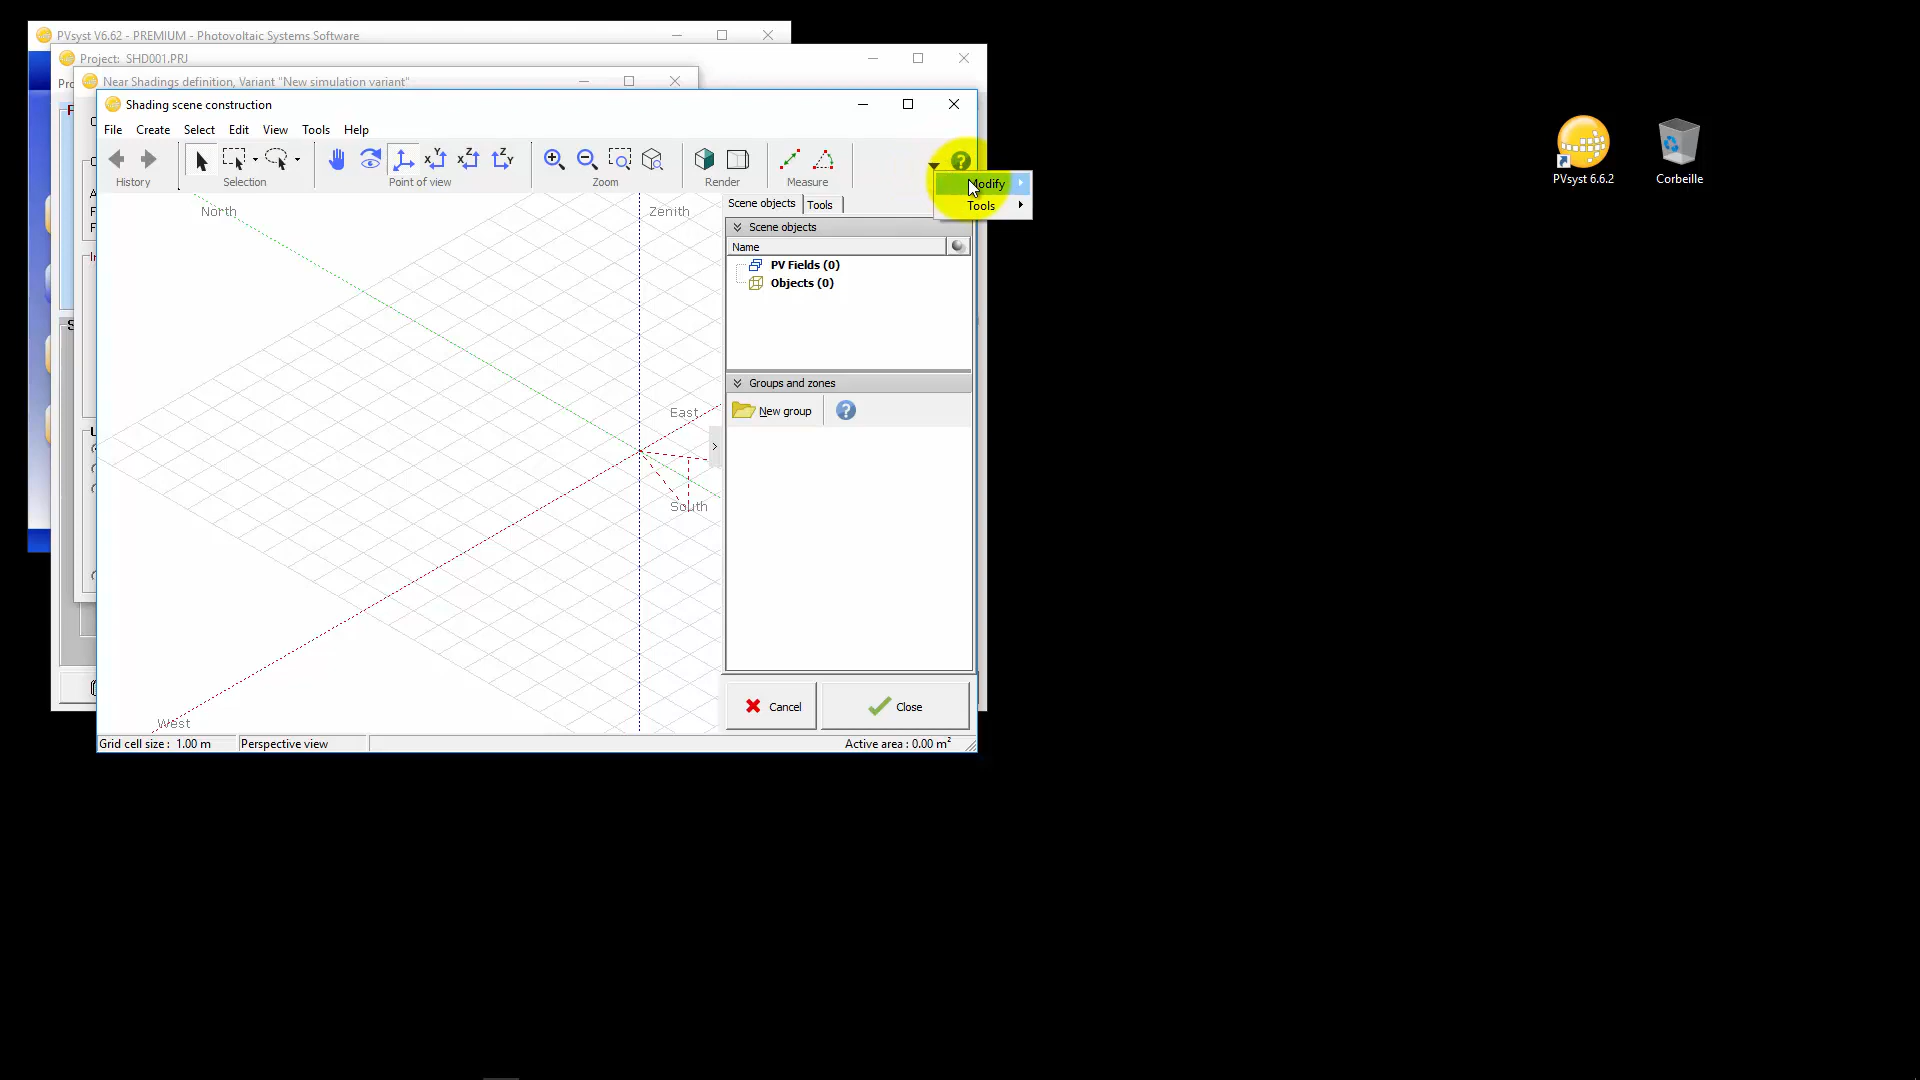 PVsyst V6.62 - PREMIUM - Photovoltaic Systems Software
Project: SHD001.PRJ
Near Shadings definition, Variant "New simulation variant"
Shading scene construction
File Create Select Edit View Tools Help
History Selection Point of view Zoom Render Measure
Modify
Tools
Scene objects Tools
Scene objects
Name
PV Fields (0)
Objects (0)
Groups and zones
New group
North
Zenith
East
South
West
Cancel Close
Grid cell size : 1.00 m Perspective view Active area : 0.00 m²
PVsyst 6.6.2 Corbeille